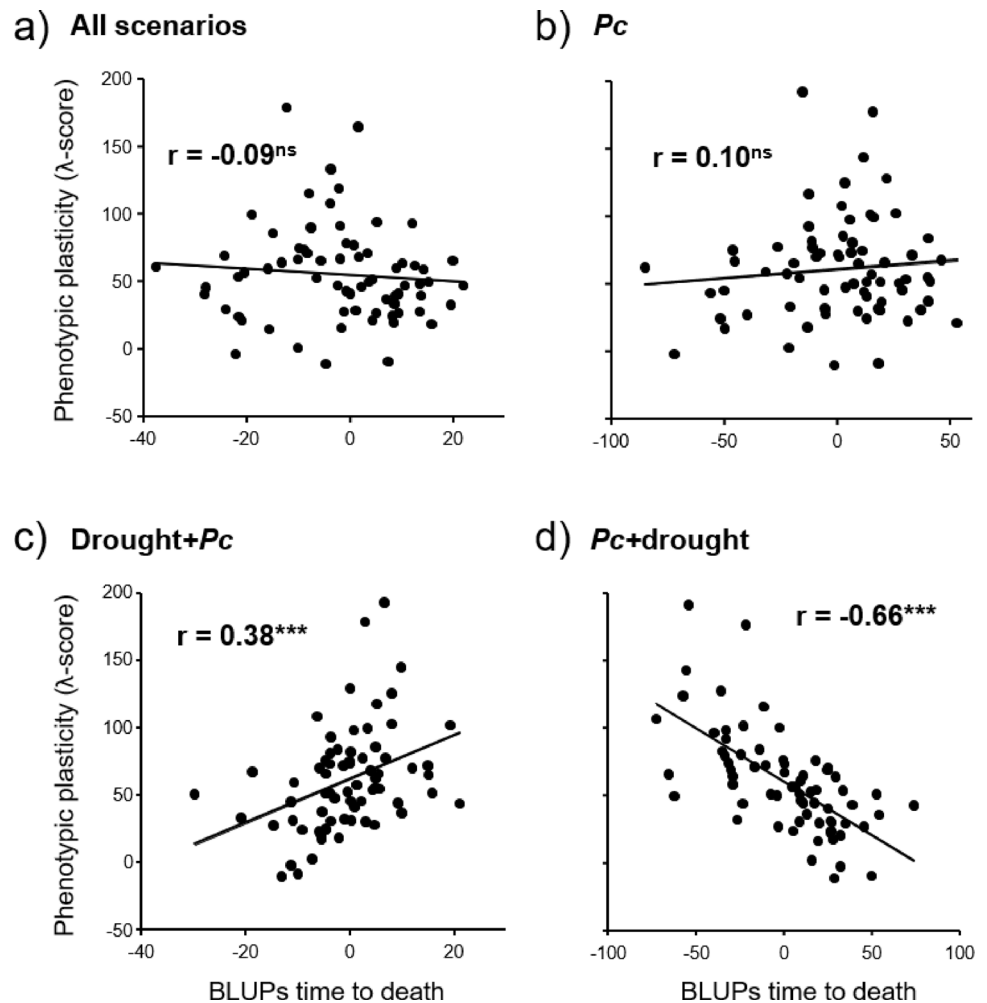 a) All scenarios
b) Pc
Phenotypic plasticity (λ-score)
200
150
100
50
0
-50
r = -0.09ns
-40 -20 0 20
r = 0.10ns
-100 -50 0 50
c) Drought+Pc
d) Pc+drought
Phenotypic plasticity (λ-score)
200
150
100
50
0
-50
r = 0.38***
-40 -20 0 20
BLUPs time to death
r = -0.66***
-100 -50 0 50 100
BLUPs time to death